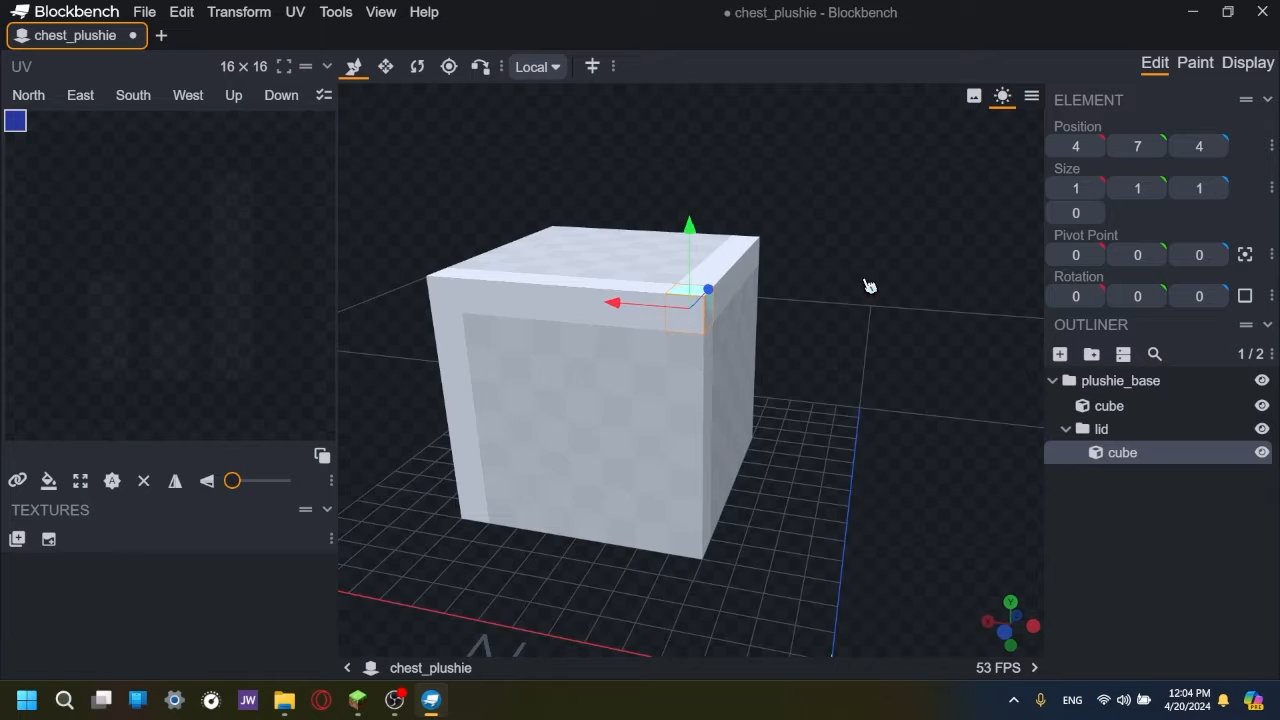 Blockbench File Edit Transform UV Tools View Help
chest_plushie - Blockbench
chest_plushie
UV 16 × 16
North East South West Up Down
Local
Edit Paint Display
ELEMENT
Position
4 7 4
Size
1 1 1
0
Pivot Point
0 0 0
Rotation
0 0 0
OUTLINER
1 / 2
plushie_base
cube
lid
cube
TEXTURES
chest_plushie
53 FPS
JW
ENG
12:04 PM
4/20/2024